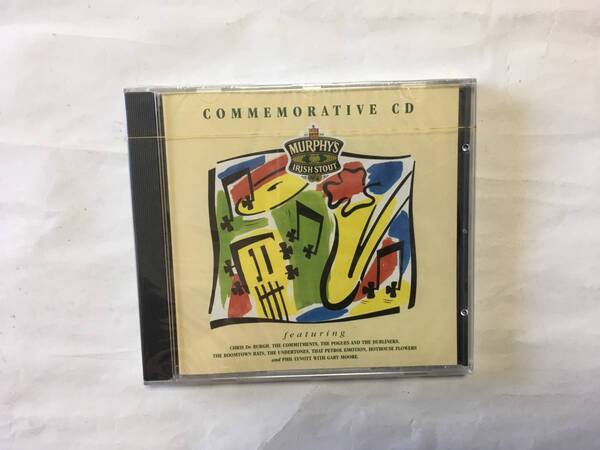 COMMEMORATIVE CD
MURPHY'S
IRISH STOUT
featuring
CHRIS De BURGH, THE COMMITMENTS, THE POGUES AND THE DUBLINERS,
THE BOOMTOWN RATS, THE UNDERTONES, THAT PETROL EMOTION, HOTHOUSE FLOWERS
and PHIL LYNOTT WITH GARY MOORE.